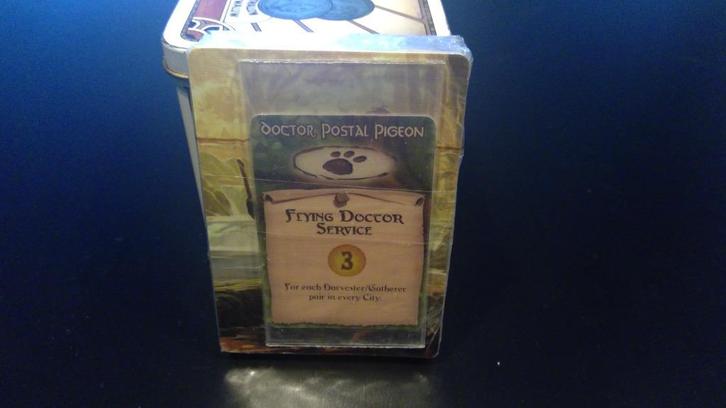 Doctor, Postal Pigeon
Flying Doctor
Service
3
For each Harvester/Gatherer
pair in every City.